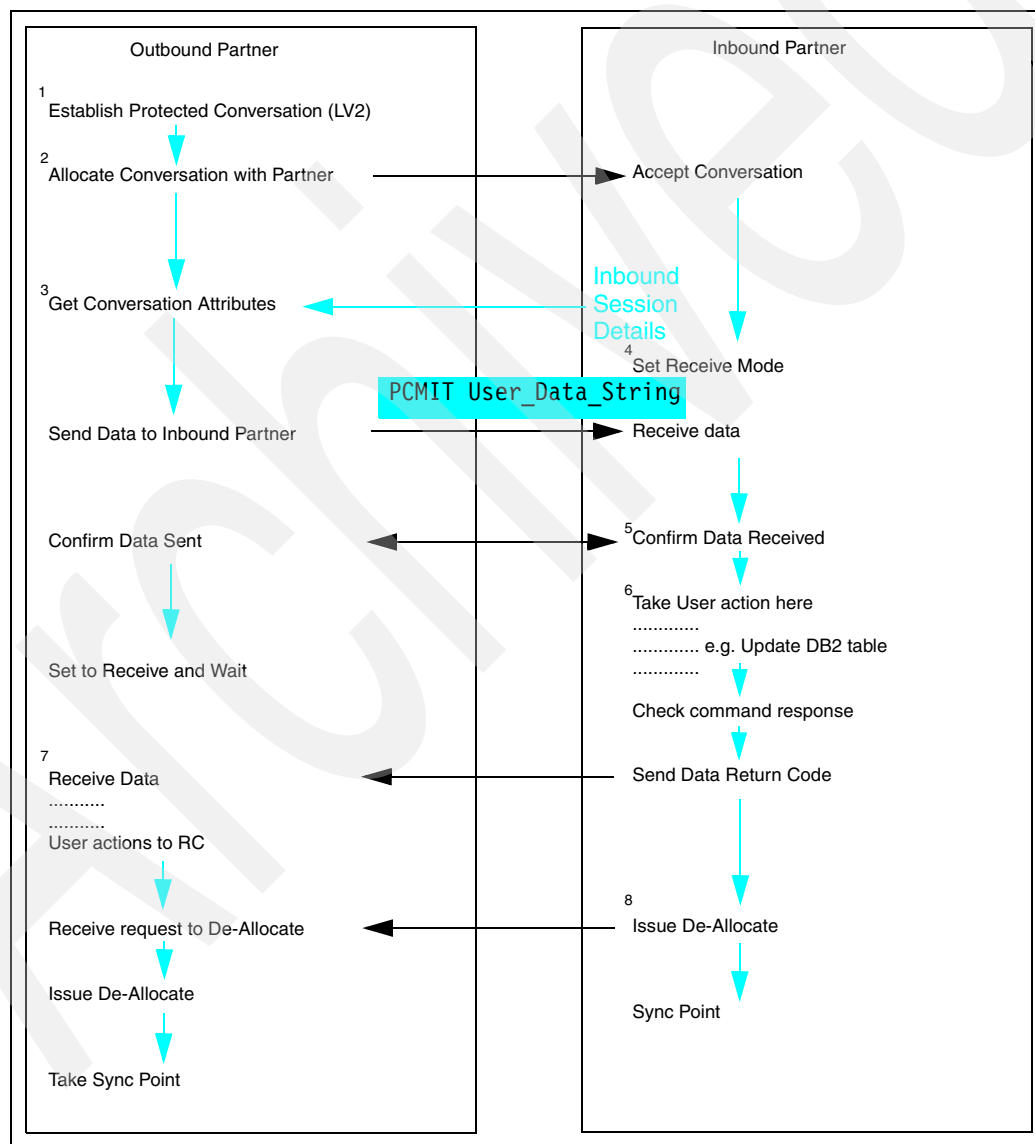 Outbound Partner
Inbound Partner
1
Establish Protected Conversation (LV2)
2
Allocate Conversation with Partner
Accept Conversation
3
Get Conversation Attributes
Inbound
Session
Details
4
Set Receive Mode
PCMIT User_Data_String
Send Data to Inbound Partner
Receive data
Confirm Data Sent
5
Confirm Data Received
6
Take User action here
.............
............. e.g. Update DB2 table
.............
Set to Receive and Wait
Check command response
7
Receive Data
...........
...........
User actions to RC
Send Data Return Code
8
Issue De-Allocate
Receive request to De-Allocate
Issue De-Allocate
Sync Point
Take Sync Point
Archived